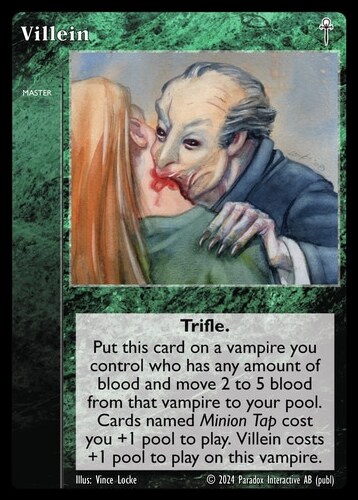 Villein
MASTER
Trifle.
Put this card on a vampire you
control who has any amount of
blood and move 2 to 5 blood
from that vampire to your pool.
Cards named Minion Tap cost
you +1 pool to play. Villein costs
+1 pool to play on this vampire.
Illus: Vince Locke
© 2024 Paradox Interactive AB (publ)